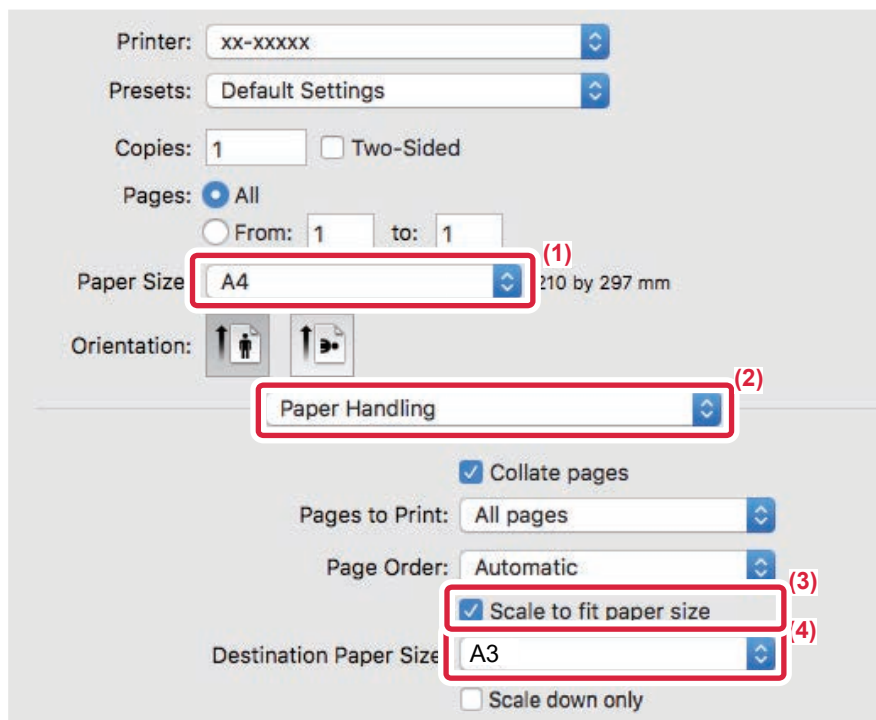 Printer: xx-xxxxx
Presets: Default Settings
Copies: 1 Two-Sided
Pages: All
From: 1 to: 1
(1)
Paper Size A4 210 by 297 mm
Orientation:
(2)
Paper Handling
Collate pages
Pages to Print: All pages
Page Order: Automatic
(3)
Scale to fit paper size
(4)
Destination Paper Size A3
Scale down only